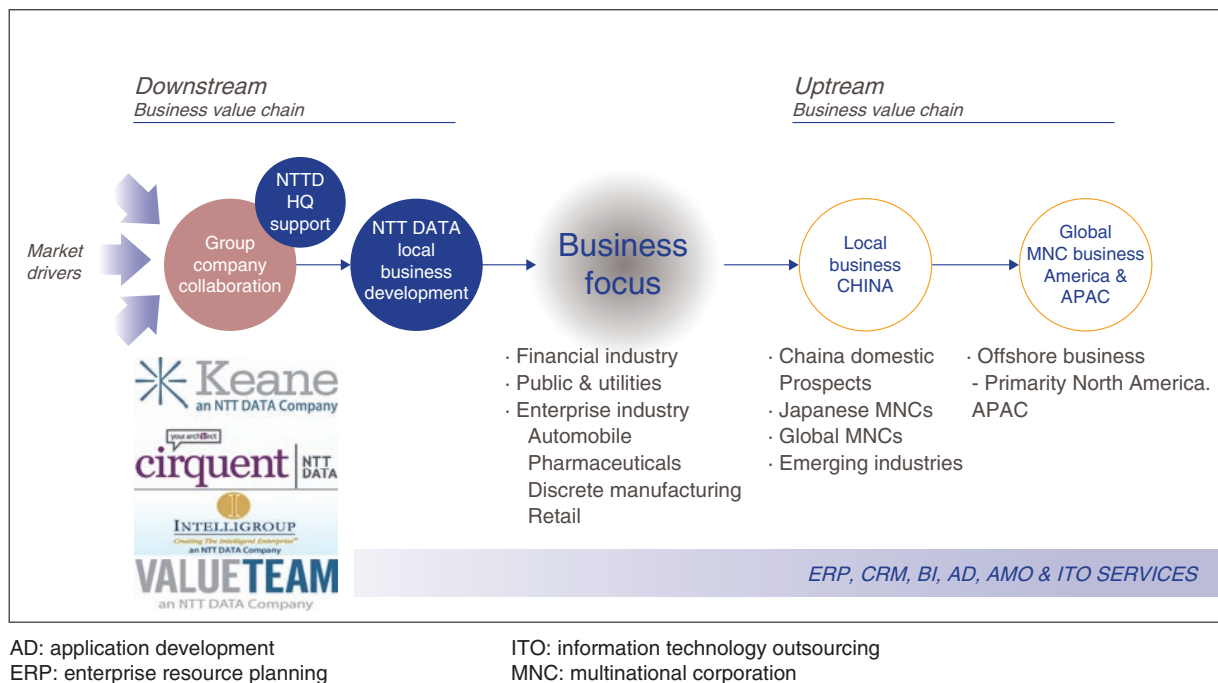 Downstream
Business value chain
Uptream
Business value chain
Market
drivers
Group
company
collaboration
NTTD
HQ
support
NTT DATA
local
business
development
Business
focus
Local
business
CHINA
Global
MNC business
America &
APAC
· Financial industry
· Public & utilities
· Enterprise industry
Automobile
Pharmaceuticals
Discrete manufacturing
Retail
· Chaina domestic
Prospects
· Japanese MNCs
· Global MNCs
· Emerging industries
· Offshore business
- Primarity North America.
APAC
Keane
an NTT DATA Company
your archITect
cirquent
NTT
DATA
I
INTELLIGROUP
Creating The Intelligent Enterprise™
an NTT DATA Company
VALUETEAM
an NTT DATA Company
ERP, CRM, BI, AD, AMO & ITO SERVICES
AD: application development
ERP: enterprise resource planning
ITO: information technology outsourcing
MNC: multinational corporation